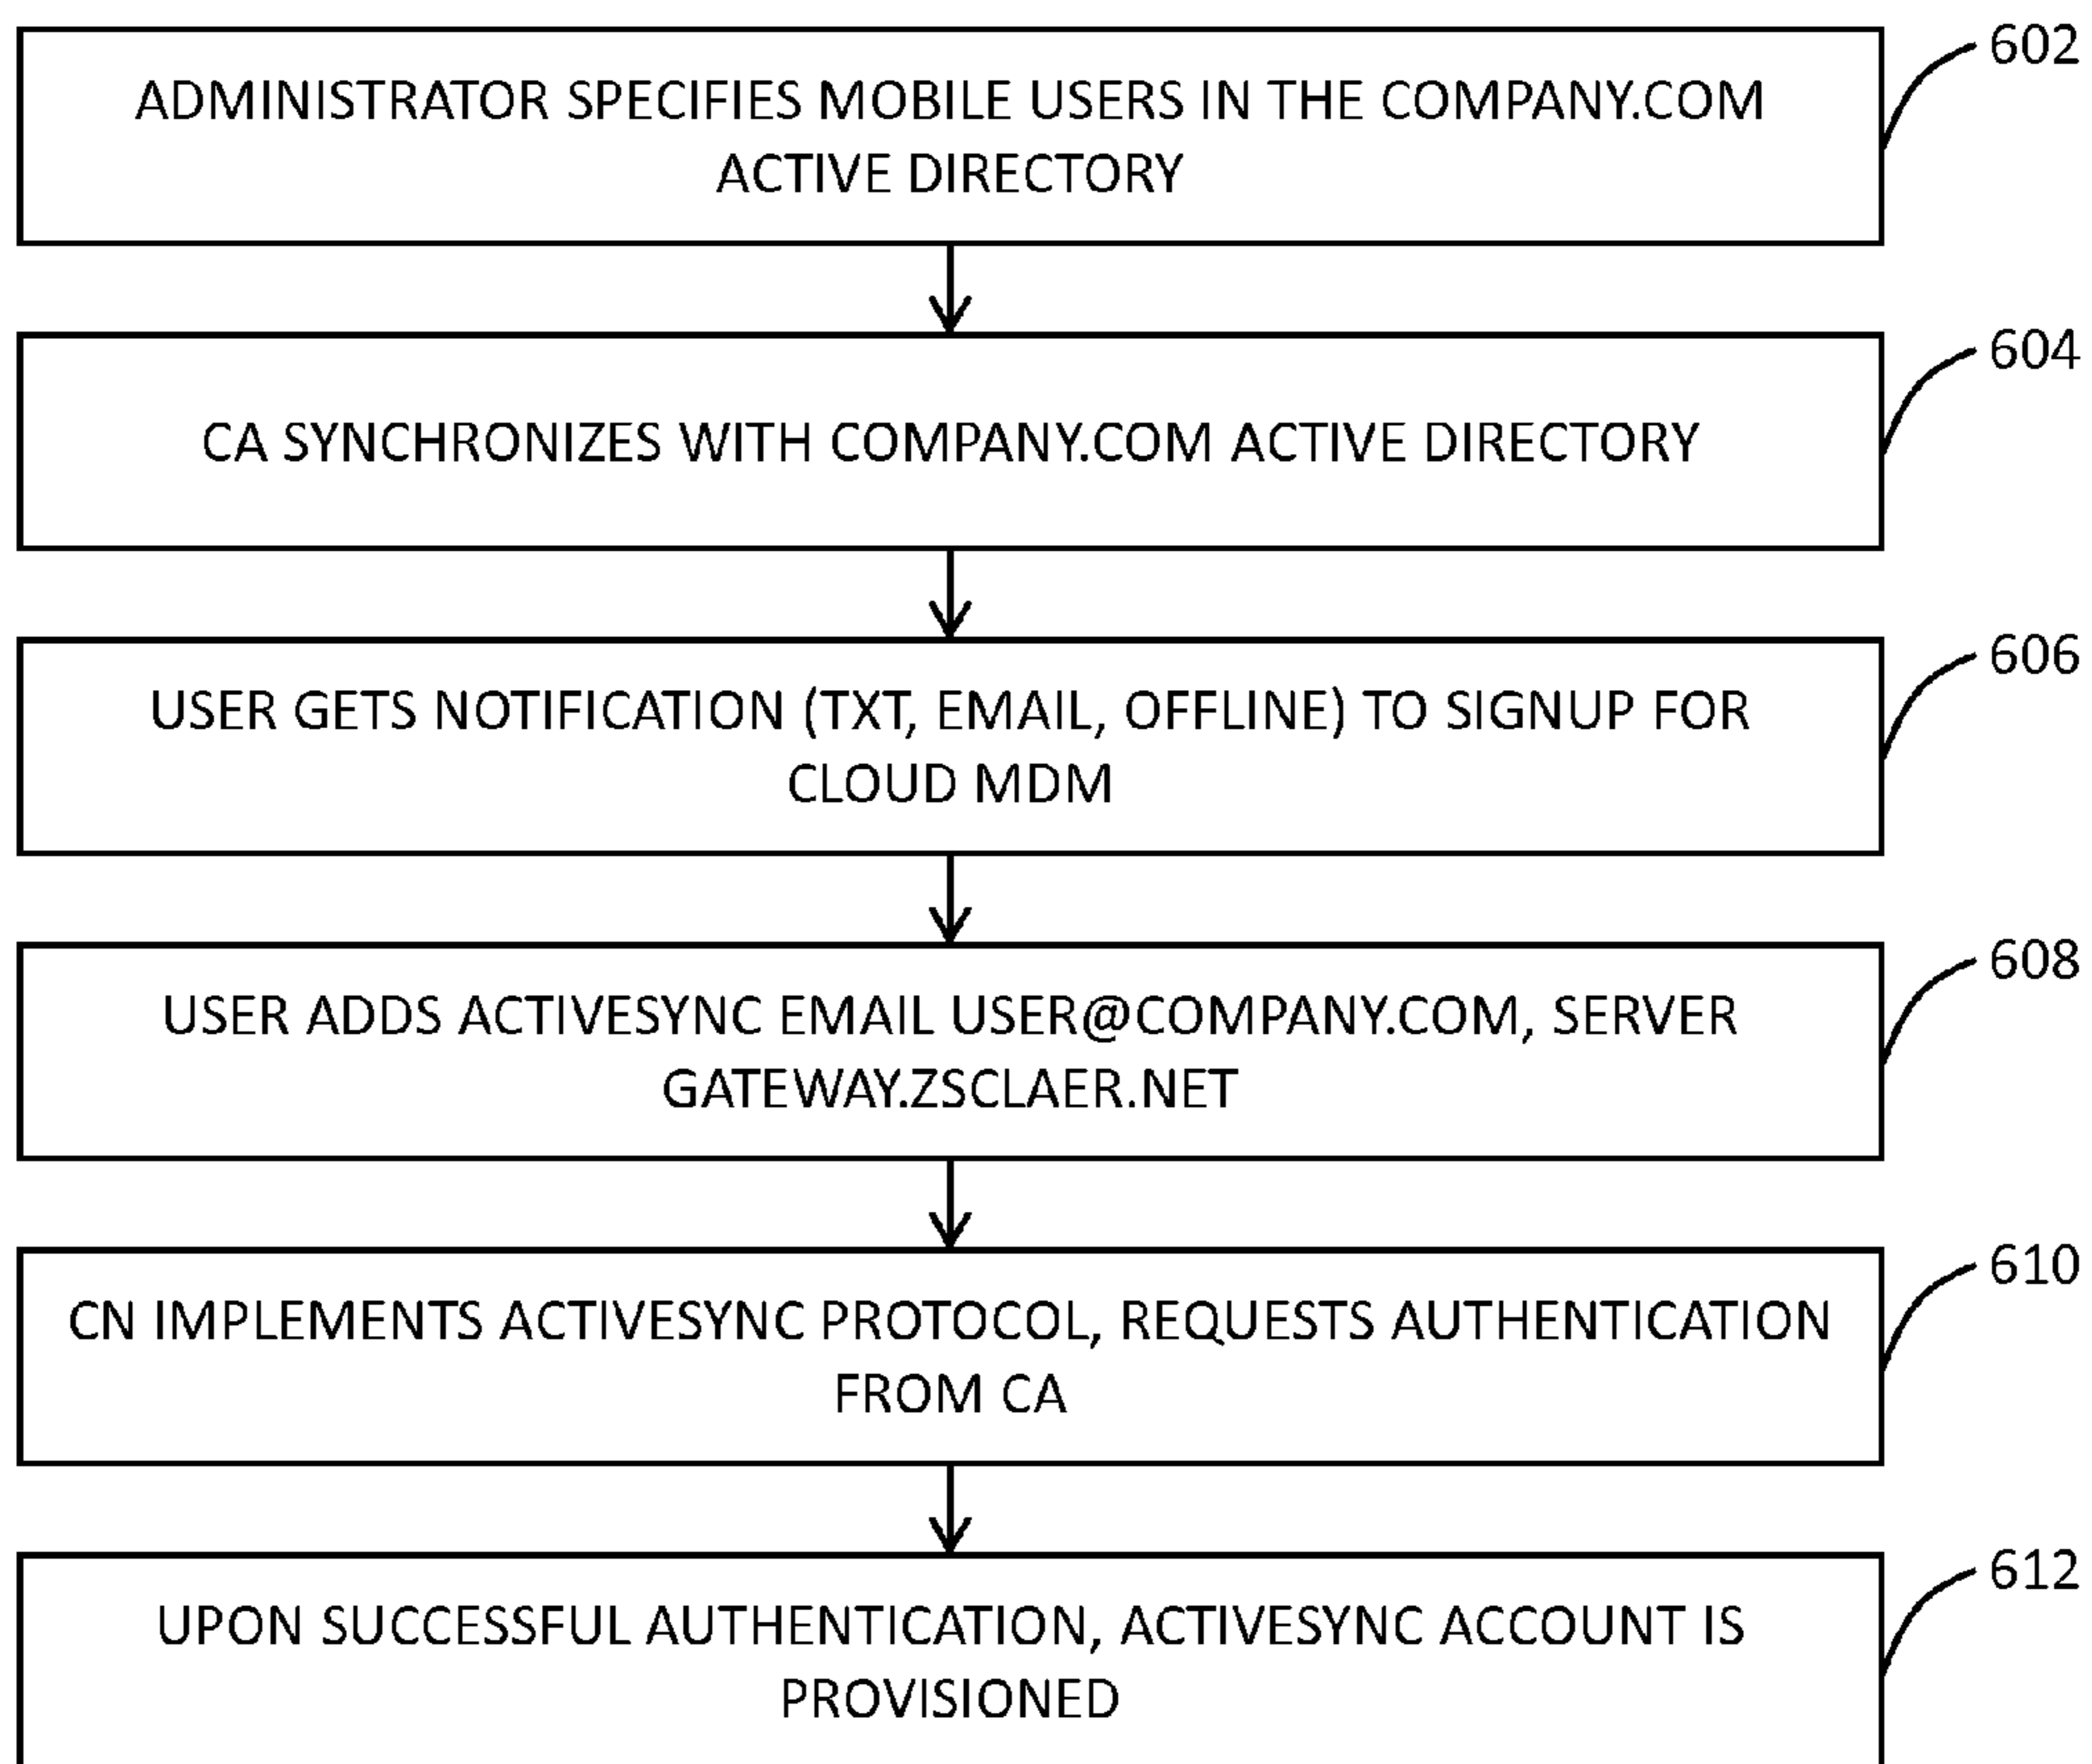 602
ADMINISTRATOR SPECIFIES MOBILE USERS IN THE COMPANY.COM
ACTIVE DIRECTORY
604
CA SYNCHRONIZES WITH COMPANY.COM ACTIVE DIRECTORY
606
USER GETS NOTIFICATION (TXT, EMAIL, OFFLINE) TO SIGNUP FOR
CLOUD MDM
608
USER ADDS ACTIVESYNC EMAIL USER@COMPANY.COM, SERVER
GATEWAY.ZSCLAER.NET
610
CN IMPLEMENTS ACTIVESYNC PROTOCOL, REQUESTS AUTHENTICATION
FROM CA
612
UPON SUCCESSFUL AUTHENTICATION, ACTIVESYNC ACCOUNT IS
PROVISIONED